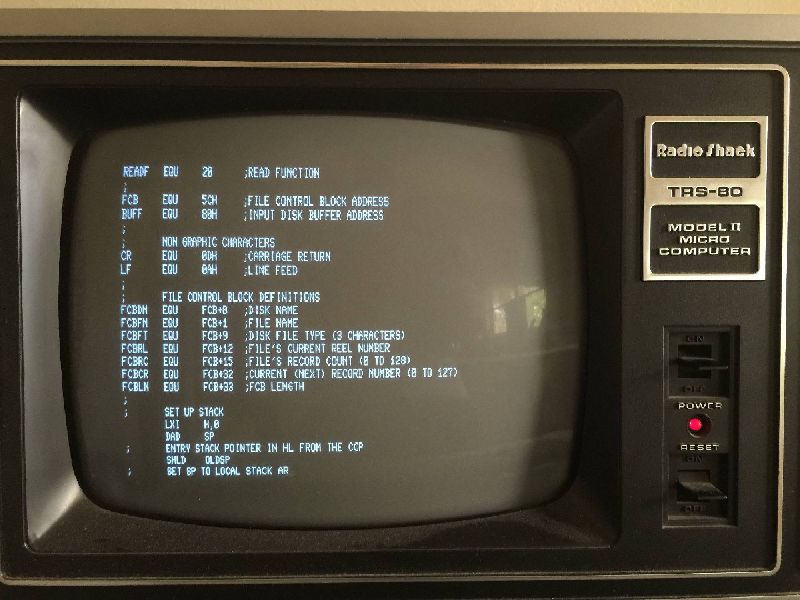 READF EQU 20 ;READ FUNCTION
;
FCB EQU 5CH ;FILE CONTROL BLOCK ADDRESS
BUFF EQU 80H ;INPUT DISK BUFFER ADDRESS
;
; NON GRAPHIC CHARACTERS
CR EQU 0DH ;CARRIAGE RETURN
LF EQU 0AH ;LINE FEED
;
; FILE CONTROL BLOCK DEFINITIONS
FCBDN EQU FCB+0 ;DISK NAME
FCBFN EQU FCB+1 ;FILE NAME
FCBFT EQU FCB+9 ;DISK FILE TYPE (3 CHARACTERS)
FCBRL EQU FCB+12 ;FILE'S CURRENT REEL NUMBER
FCBRC EQU FCB+15 ;FILE'S RECORD COUNT (0 TO 128)
FCBCR EQU FCB+32 ;CURRENT (NEXT) RECORD NUMBER (0 TO 127)
FCBLN EQU FCB+33 ;FCB LENGTH
;
; SET UP STACK
LXI H,0
DAD SP
; ENTRY STACK POINTER IN HL FROM THE CCP
SHLD OLDSP
; SET SP TO LOCAL STACK AR
Radio Shack
TRS-80
MODEL II
MICRO
COMPUTER
ON
OFF
POWER
RESET
ON
OFF